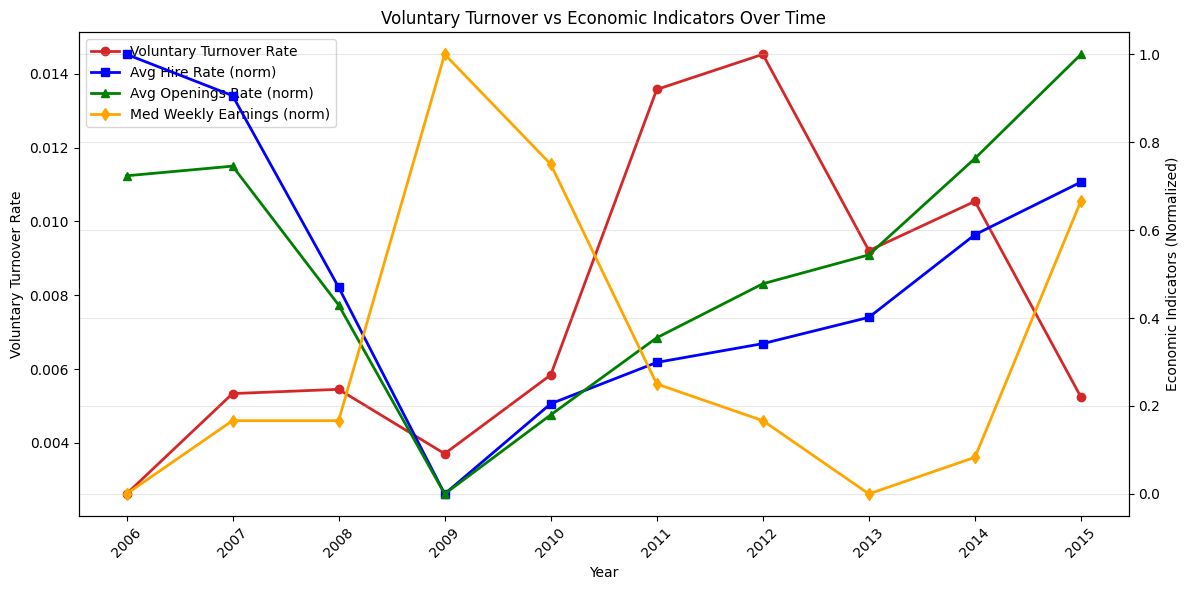 Voluntary Turnover vs Economic Indicators Over Time
Voluntary Turnover Rate
Avg Hire Rate (norm)
Avg Openings Rate (norm)
Med Weekly Earnings (norm)
Voluntary Turnover Rate
0.014
0.012
0.010
0.008
0.006
0.004
1.0
0.8
0.6
0.4
0.2
0.0
Economic Indicators (Normalized)
2006
2007
2008
2009
2010
2011
2012
2013
2014
2015
Year